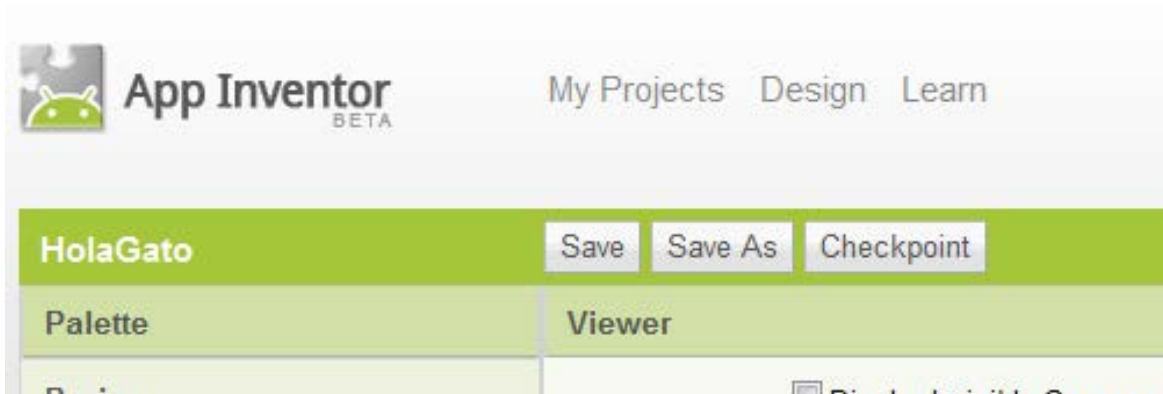 App Inventor
BETA
My Projects Design Learn
HolaGato
Save Save As Checkpoint
Palette
Viewer